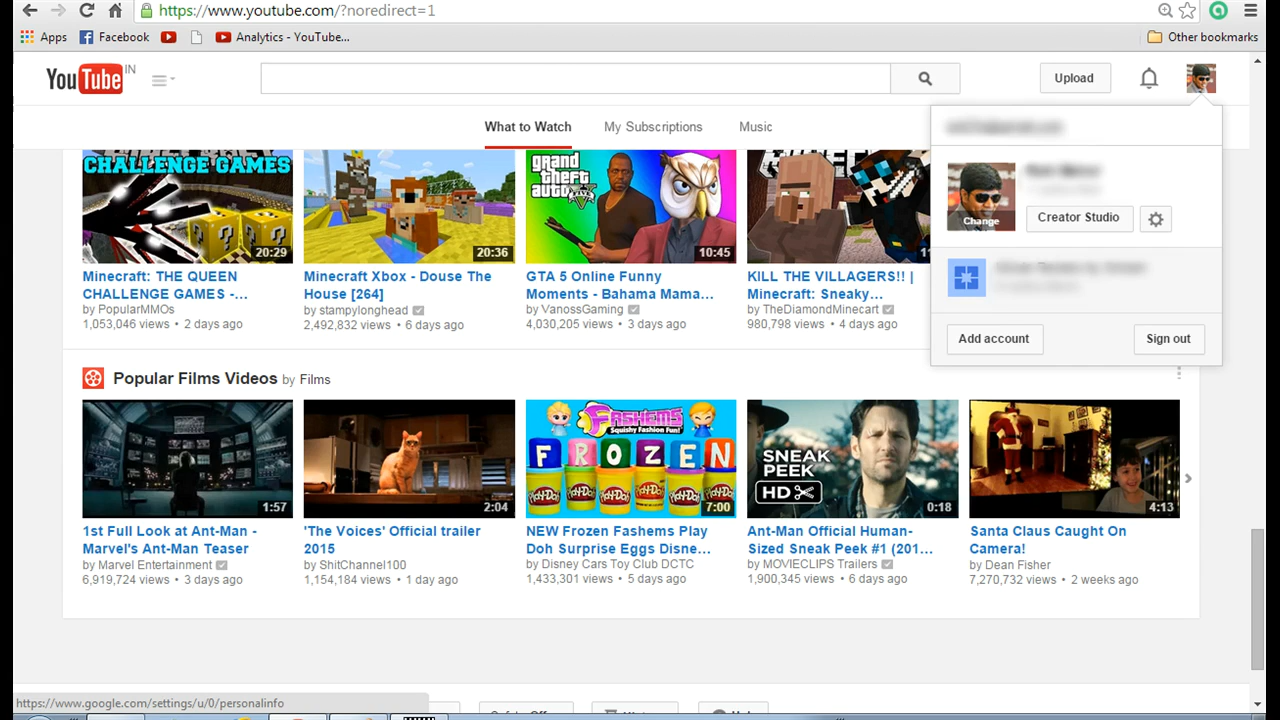 https://www.youtube.com/?noredirect=1
Apps Facebook Analytics - YouTube... Other bookmarks
YouTube IN
Upload
What to Watch My Subscriptions Music
Change
Creator Studio
Add account Sign out
CHALLENGE GAMES
20:29
Minecraft: THE QUEEN
CHALLENGE GAMES -...
by PopularMMOs
1,053,046 views • 2 days ago
20:36
Minecraft Xbox - Douse The
House [264]
by stampylonghead
2,492,832 views • 6 days ago
grand
theft
auto
V
10:45
GTA 5 Online Funny
Moments - Bahama Mama...
by VanossGaming
4,030,205 views • 3 days ago
KILL THE VILLAGERS!! |
Minecraft: Sneaky...
by TheDiamondMinecart
980,798 views • 4 days ago
Popular Films Videos by Films
1:57
1st Full Look at Ant-Man -
Marvel's Ant-Man Teaser
by Marvel Entertainment
6,919,724 views • 3 days ago
2:04
'The Voices' Official trailer
2015
by ShitChannel100
1,154,184 views • 1 day ago
FASHEMS
Squishy Fashion Fun!
FROZEN
Play-Doh Play-Doh Play-Doh Play-Doh Play-Doh
7:00
NEW Frozen Fashems Play
Doh Surprise Eggs Disne...
by Disney Cars Toy Club DCTC
1,433,301 views • 5 days ago
SNEAK
PEEK
HD
0:18
Ant-Man Official Human-
Sized Sneak Peek #1 (201...
by MOVIECLIPS Trailers
1,900,345 views • 6 days ago
4:13
Santa Claus Caught On
Camera!
by Dean Fisher
7,270,732 views • 2 weeks ago
https://www.google.com/settings/u/0/personalinfo